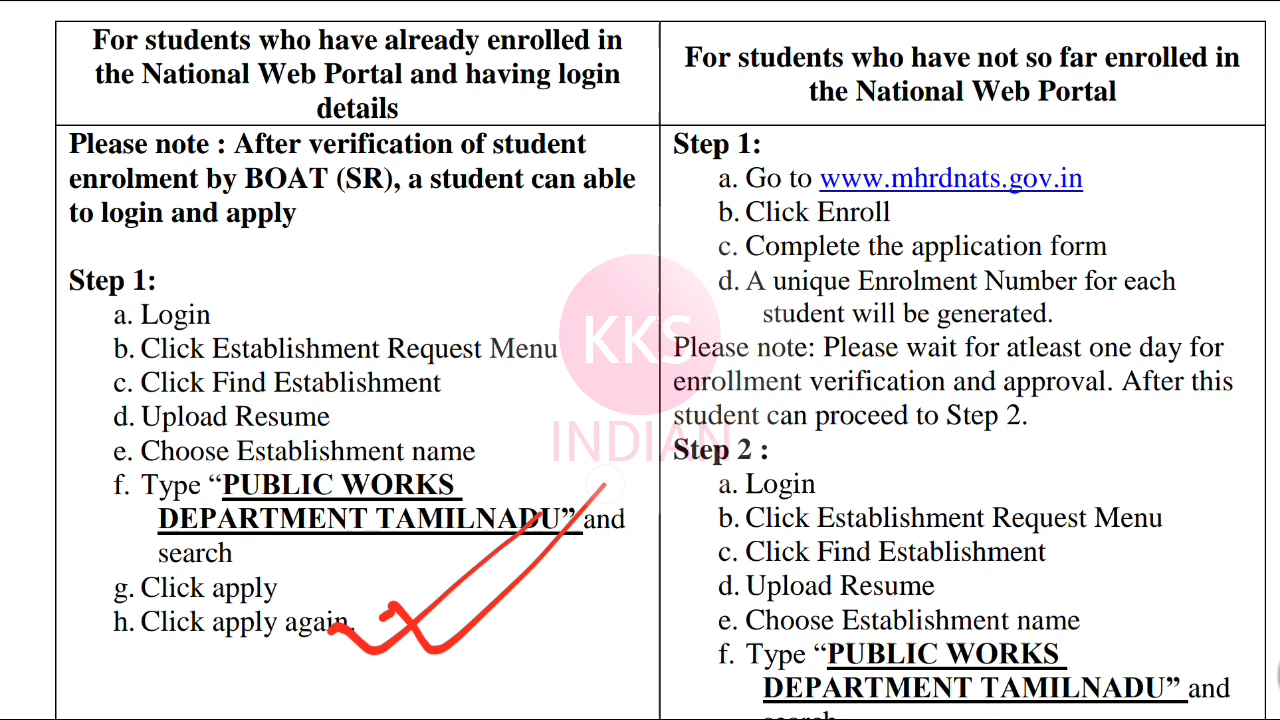 For students who have already enrolled in
the National Web Portal and having login
details
Please note : After verification of student
enrolment by BOAT (SR), a student can able
to login and apply
Step 1:
a. Login
b. Click Establishment Request Menu
c. Click Find Establishment
d. Upload Resume
e. Choose Establishment name
f. Type “PUBLIC WORKS
DEPARTMENT TAMILNADU” and
search
g. Click apply
h. Click apply again.
For students who have not so far enrolled in
the National Web Portal
Step 1:
a. Go to www.mhrdnats.gov.in
b. Click Enroll
c. Complete the application form
d. A unique Enrolment Number for each
student will be generated.
Please note: Please wait for atleast one day for
enrollment verification and approval. After this
student can proceed to Step 2.
Step 2 :
a. Login
b. Click Establishment Request Menu
c. Click Find Establishment
d. Upload Resume
e. Choose Establishment name
f. Type “PUBLIC WORKS
DEPARTMENT TAMILNADU” and
KKS
INDIAN